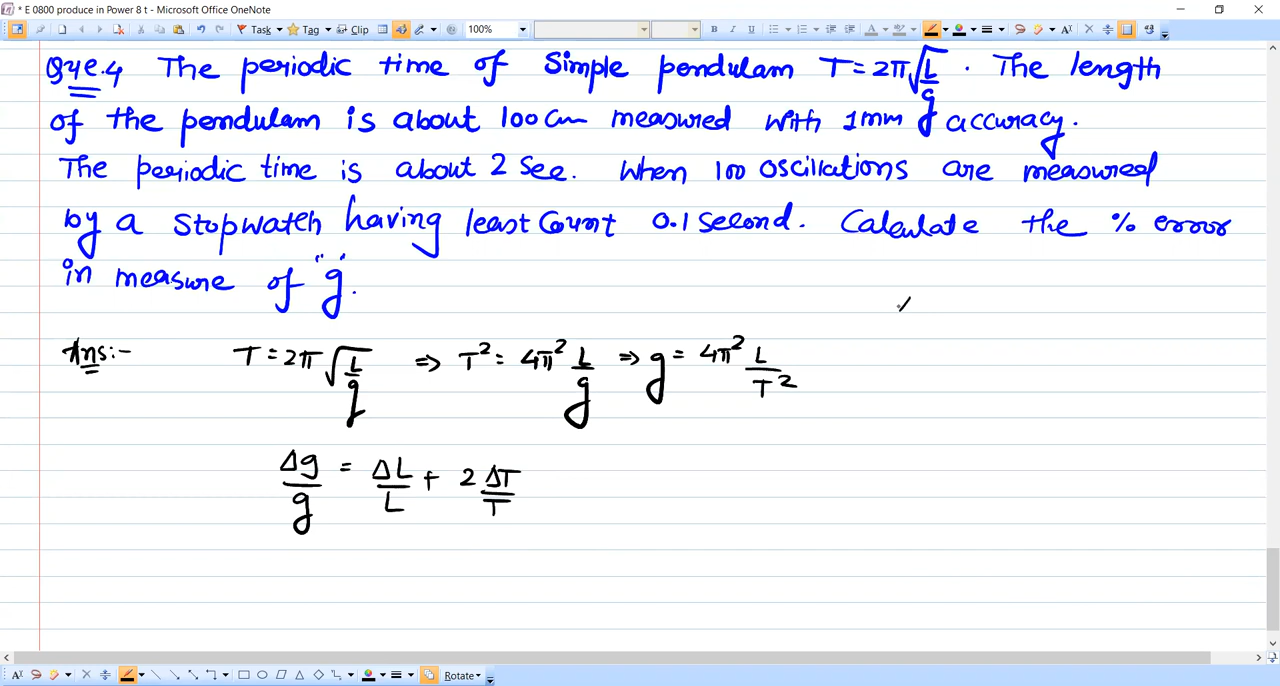 * E 0800 produce in Power 8 t - Microsoft Office OneNote
Task Tag Clip 100% B I U
Que.4 The periodic time of Simple pendulam T = 2π√(L/g) . The length
of the pendulam is about 100 cm measured with 1mm accuracy.
The periodic time is about 2 Sec. When 100 oscillations are measured
by a stopwatch having least Count 0.1 second. Calculate the % error
in measure of "g".
Ans:- T = 2π√(L/g) ⇒ T² = 4π² L/g ⇒ g = 4π² L/T²
Δg/g = ΔL/L + 2 ΔT/T
Rotate